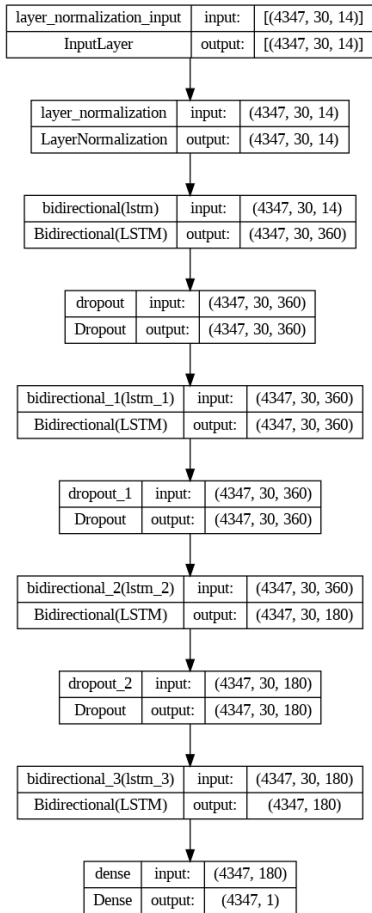 layer_normalization_input input: [(4347, 30, 14)]
InputLayer output: [(4347, 30, 14)]
layer_normalization input: (4347, 30, 14)
LayerNormalization output: (4347, 30, 14)
bidirectional(lstm) input: (4347, 30, 14)
Bidirectional(LSTM) output: (4347, 30, 360)
dropout input: (4347, 30, 360)
Dropout output: (4347, 30, 360)
bidirectional_1(lstm_1) input: (4347, 30, 360)
Bidirectional(LSTM) output: (4347, 30, 360)
dropout_1 input: (4347, 30, 360)
Dropout output: (4347, 30, 360)
bidirectional_2(lstm_2) input: (4347, 30, 360)
Bidirectional(LSTM) output: (4347, 30, 180)
dropout_2 input: (4347, 30, 180)
Dropout output: (4347, 30, 180)
bidirectional_3(lstm_3) input: (4347, 30, 180)
Bidirectional(LSTM) output: (4347, 180)
dense input: (4347, 180)
Dense output: (4347, 1)